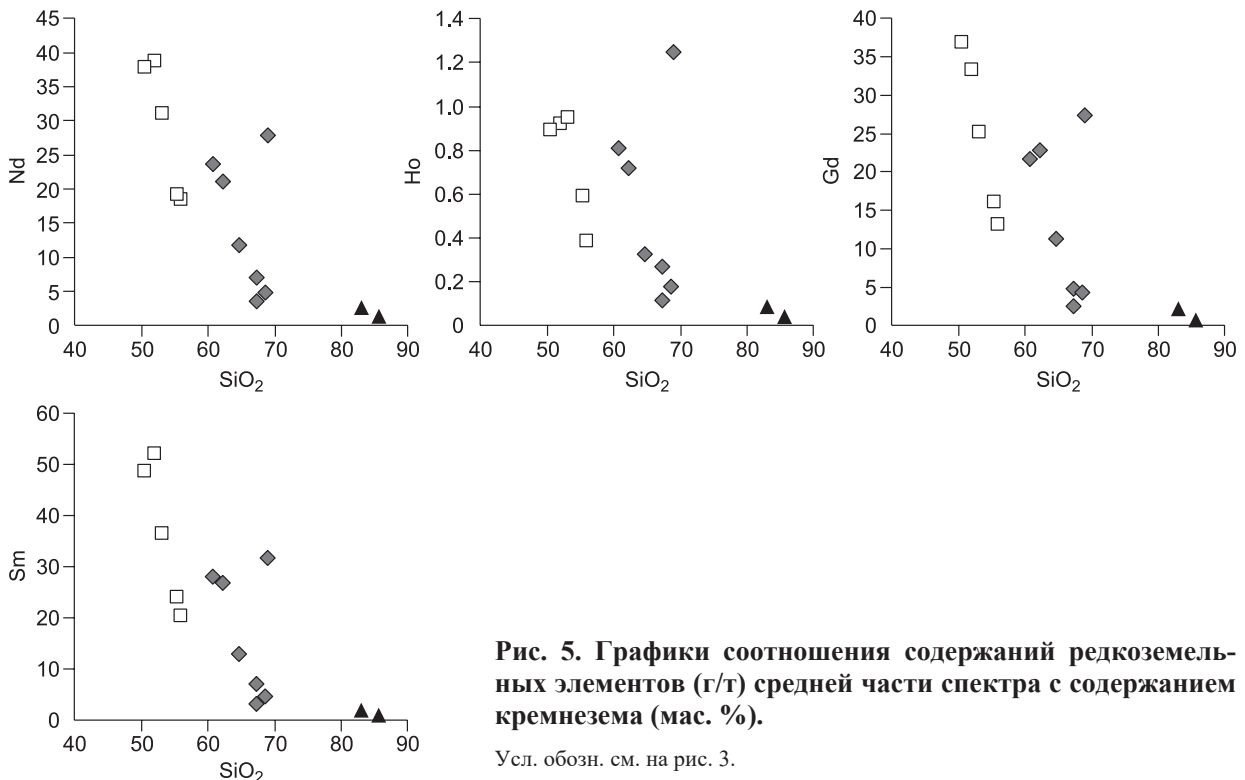 45
40
35
30
25
20
15
10
5
0
Nd
40 50 60 70 80 90
SiO2
1.4
1.2
1.0
0.8
0.6
0.4
0.2
0
Ho
40 50 60 70 80 90
SiO2
40
35
30
25
20
15
10
5
0
Gd
40 50 60 70 80 90
SiO2
60
50
40
30
20
10
0
Sm
40 50 60 70 80 90
SiO2
Рис. 5. Графики соотношения содержаний редкоземель-
ных элементов (г/т) средней части спектра с содержанием
кремнезема (мас. %).
Усл. обозн. см. на рис. 3.